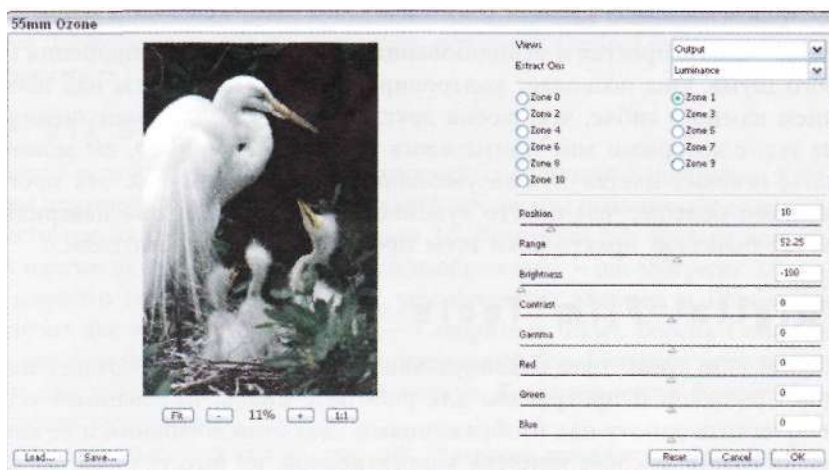 55mm Ozone
View: Output
Extract On: Luminance
Zone 0 Zone 1
Zone 2 Zone 3
Zone 4 Zone 5
Zone 6 Zone 7
Zone 8 Zone 9
Zone 10
Position 10
Range 52.25
Brightness -100
Contrast 0
Gamma 0
Red 0
Green 0
Blue 0
Fit - 11% + 1:1
Load... Save... Reset Cancel OK